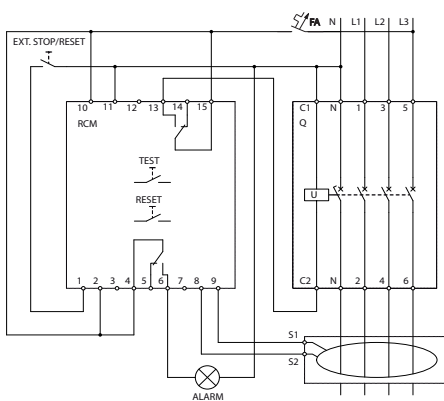 FA N L1 L2 L3
EXT. STOP/RESET
10 11 12 13 14 15
C1 N 1 3 5
RCM
Q
TEST
RESET
U
1 2 3 4 5 6 7 8 9
C2 N 2 4 6
S1
S2
ALARM